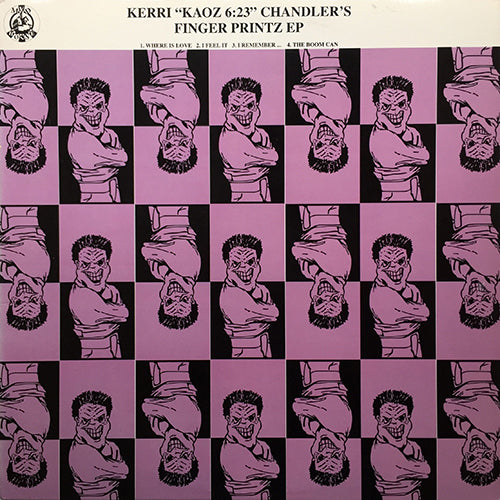 KERRI “KAOZ 6:23” CHANDLER'S
FINGER PRINTZ EP
1. WHERE IS LOVE 2. I FEEL IT 3. I REMEMBER ... 4. THE BOOM CAN